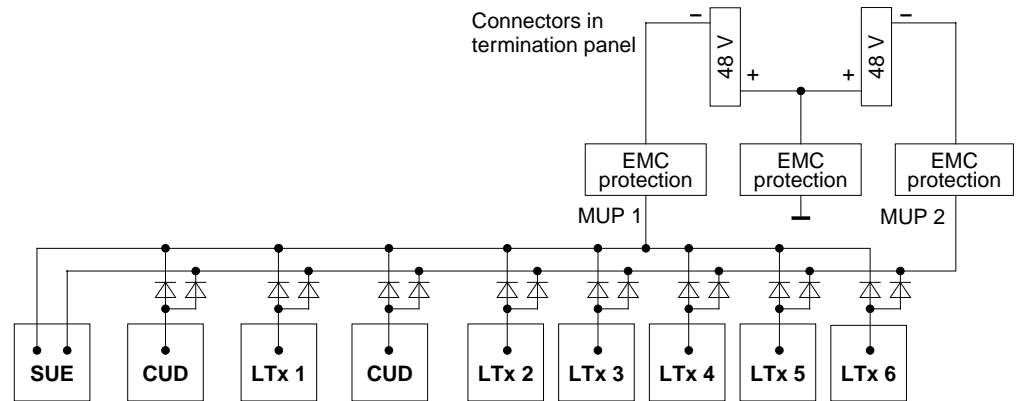 Connectors in
termination panel
−
48 V
+
+
48 V
−
EMC
protection
EMC
protection
EMC
protection
MUP 1
MUP 2
SUE
CUD
LTx 1
CUD
LTx 2
LTx 3
LTx 4
LTx 5
LTx 6